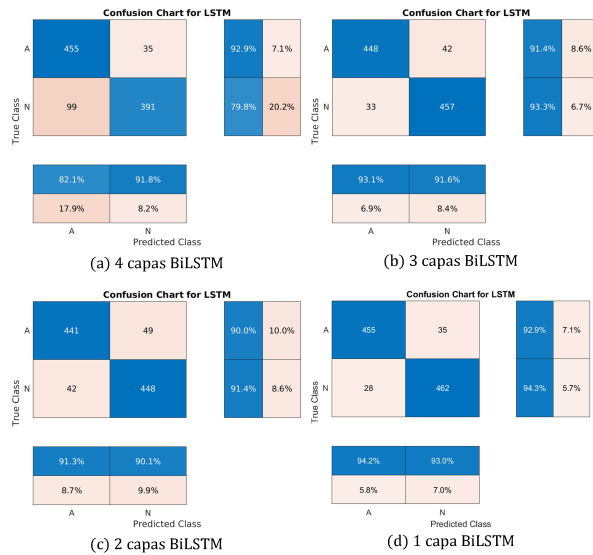 Confusion Chart for LSTM
A 455 35 92.9% 7.1%
N 99 391 79.8% 20.2%
True Class
82.1% 91.8%
17.9% 8.2%
A N
Predicted Class
(a) 4 capas BiLSTM
Confusion Chart for LSTM
A 448 42 91.4% 8.6%
N 33 457 93.3% 6.7%
True Class
93.1% 91.6%
6.9% 8.4%
A N
Predicted Class
(b) 3 capas BiLSTM
Confusion Chart for LSTM
A 441 49 90.0% 10.0%
N 42 448 91.4% 8.6%
True Class
91.3% 90.1%
8.7% 9.9%
A N
Predicted Class
(c) 2 capas BiLSTM
Confusion Chart for LSTM
A 455 35 92.9% 7.1%
N 28 462 94.3% 5.7%
True Class
94.2% 93.0%
5.8% 7.0%
A N
Predicted Class
(d) 1 capa BiLSTM